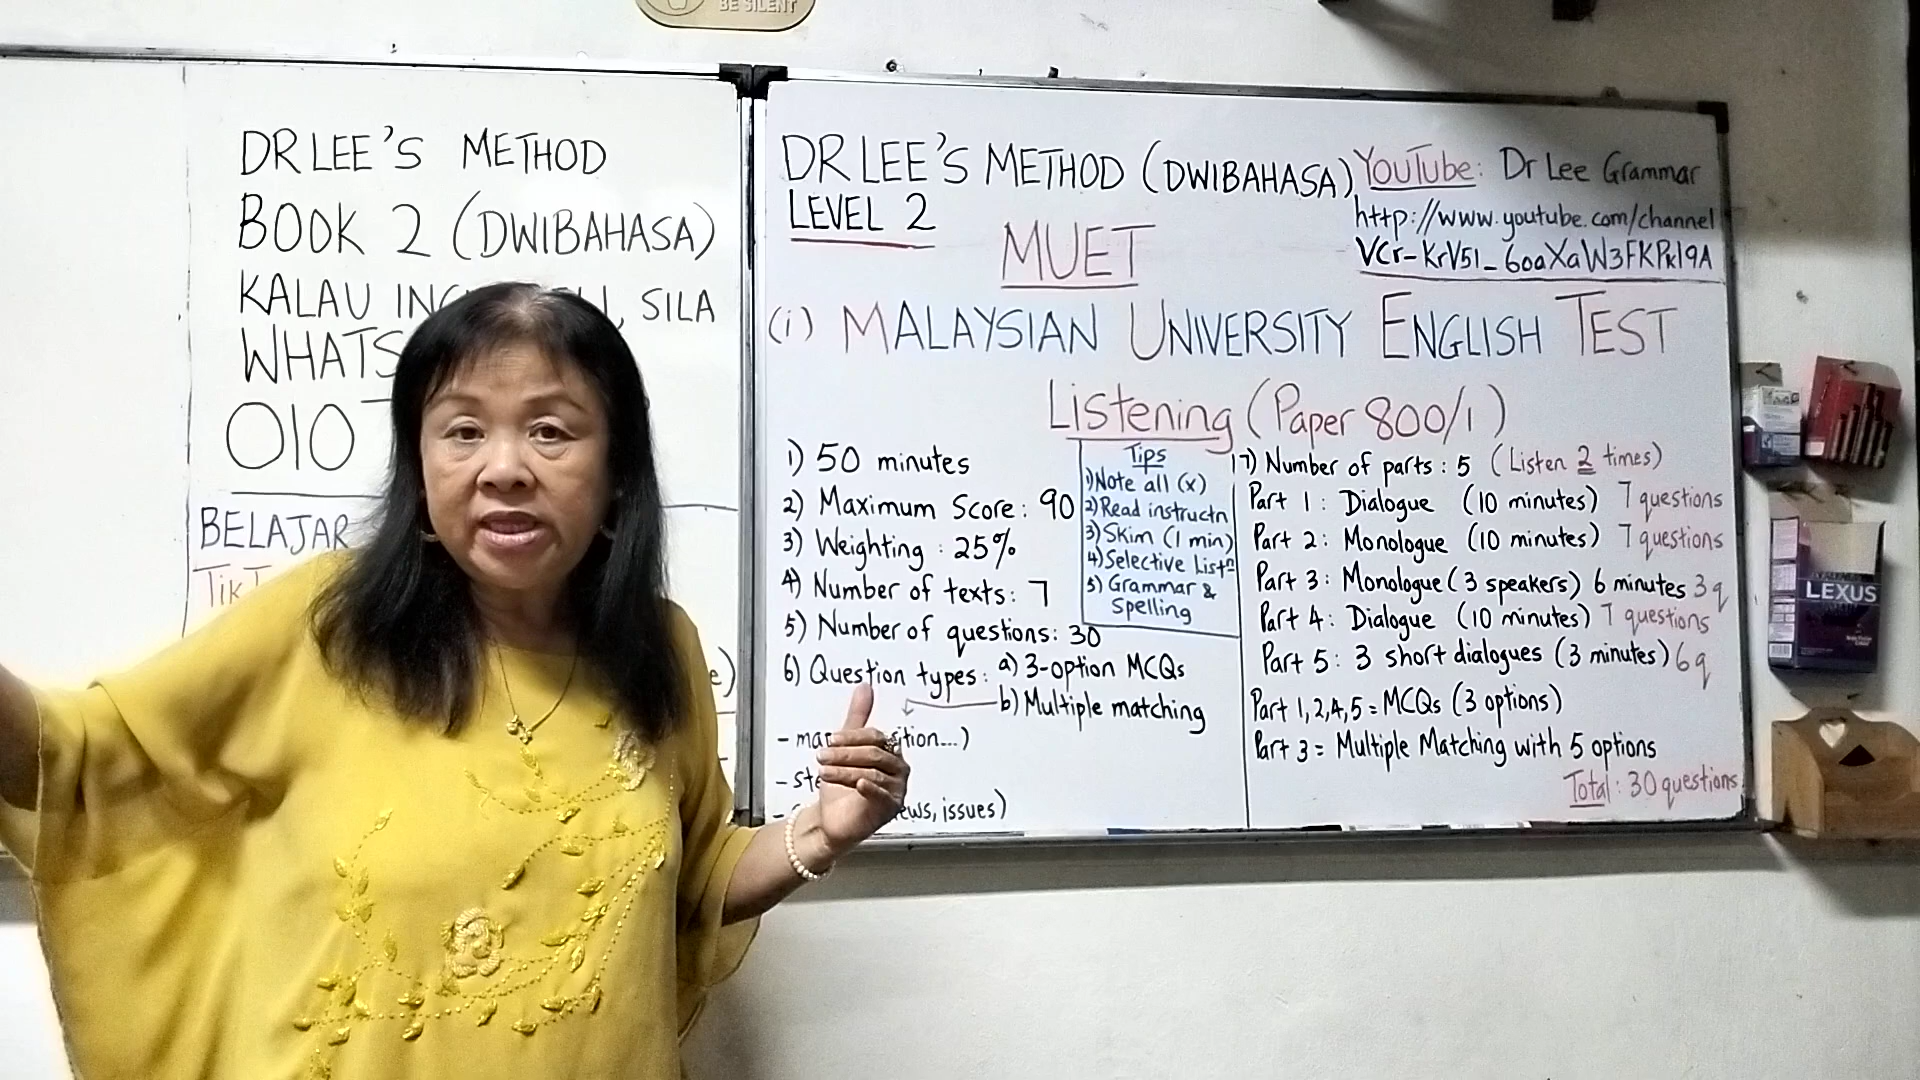 BE SILENT
DR LEE'S METHOD
BOOK 2 (DWIBAHASA)
KALAU SILA
BELAJAR
DR LEE'S METHOD (DWIBAHASA)
LEVEL 2
YouTube: Dr Lee Grammar
http://www.youtube.com/channel
MUET
(i) MALAYSIAN UNIVERSITY ENGLISH TEST
Listening (Paper 800/1)
1) 50 minutes
2) Maximum Score: 90
3) Weighting: 25%
4) Number of texts: 7
5) Number of questions: 30
6) Question types: a) 3-option MCQs
b) Multiple matching
issues)
Tips
1) Note all (x)
2) Read instructn
3) Skim (1 min)
4) Selective Listn
5) Grammar &
Spelling
7) Number of parts: 5 (Listen 2 times)
Part 1: Dialogue (10 minutes) 7 questions
Part 2: Monologue (10 minutes) 7 questions
Part 3: Monologue (3 speakers) 6 minutes 3 q
Part 4: Dialogue (10 minutes) 7 questions
Part 5: 3 short dialogues (3 minutes) 6 q
Part 1,2,4,5 = MCQs (3 options)
Part 3 = Multiple Matching with 5 options
Total: 30 questions
LEXUS